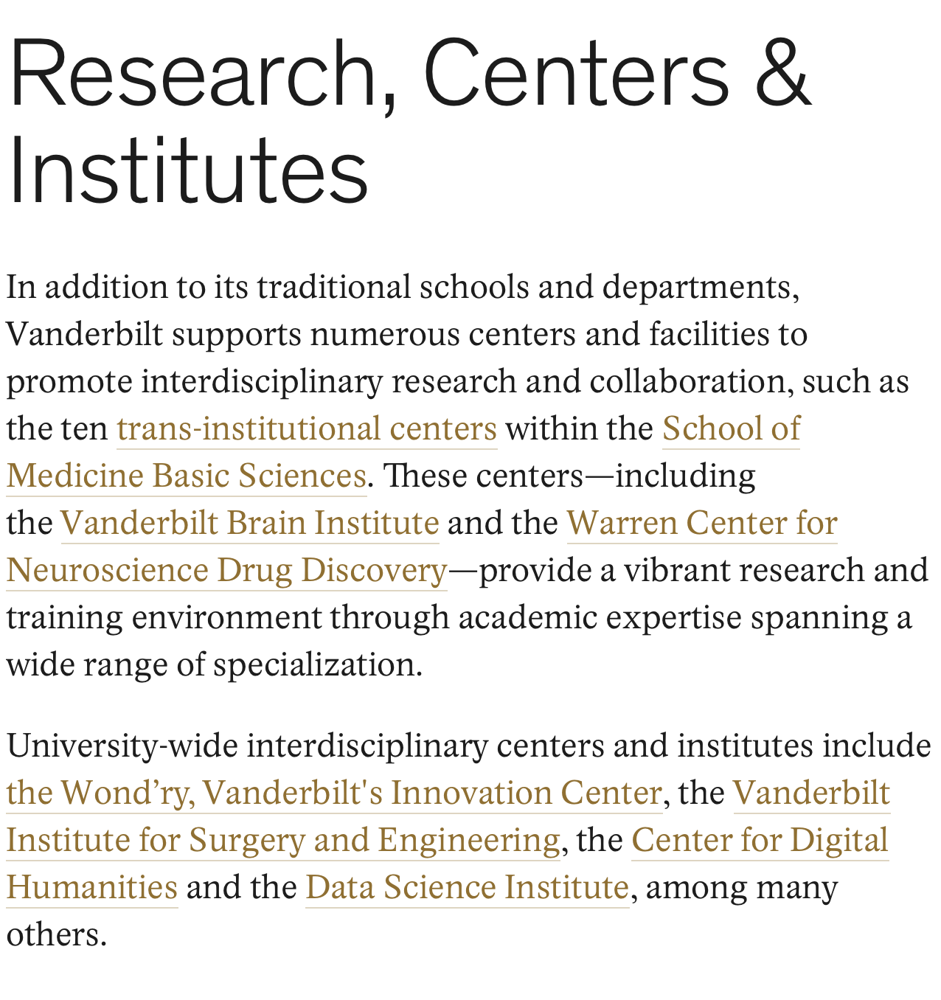 Research, Centers &
Institutes
In addition to its traditional schools and departments,
Vanderbilt supports numerous centers and facilities to
promote interdisciplinary research and collaboration, such as
the ten trans-institutional centers within the School of
Medicine Basic Sciences. These centers—including
the Vanderbilt Brain Institute and the Warren Center for
Neuroscience Drug Discovery—provide a vibrant research and
training environment through academic expertise spanning a
wide range of specialization.
University-wide interdisciplinary centers and institutes include
the Wond’ry, Vanderbilt's Innovation Center, the Vanderbilt
Institute for Surgery and Engineering, the Center for Digital
Humanities and the Data Science Institute, among many
others.